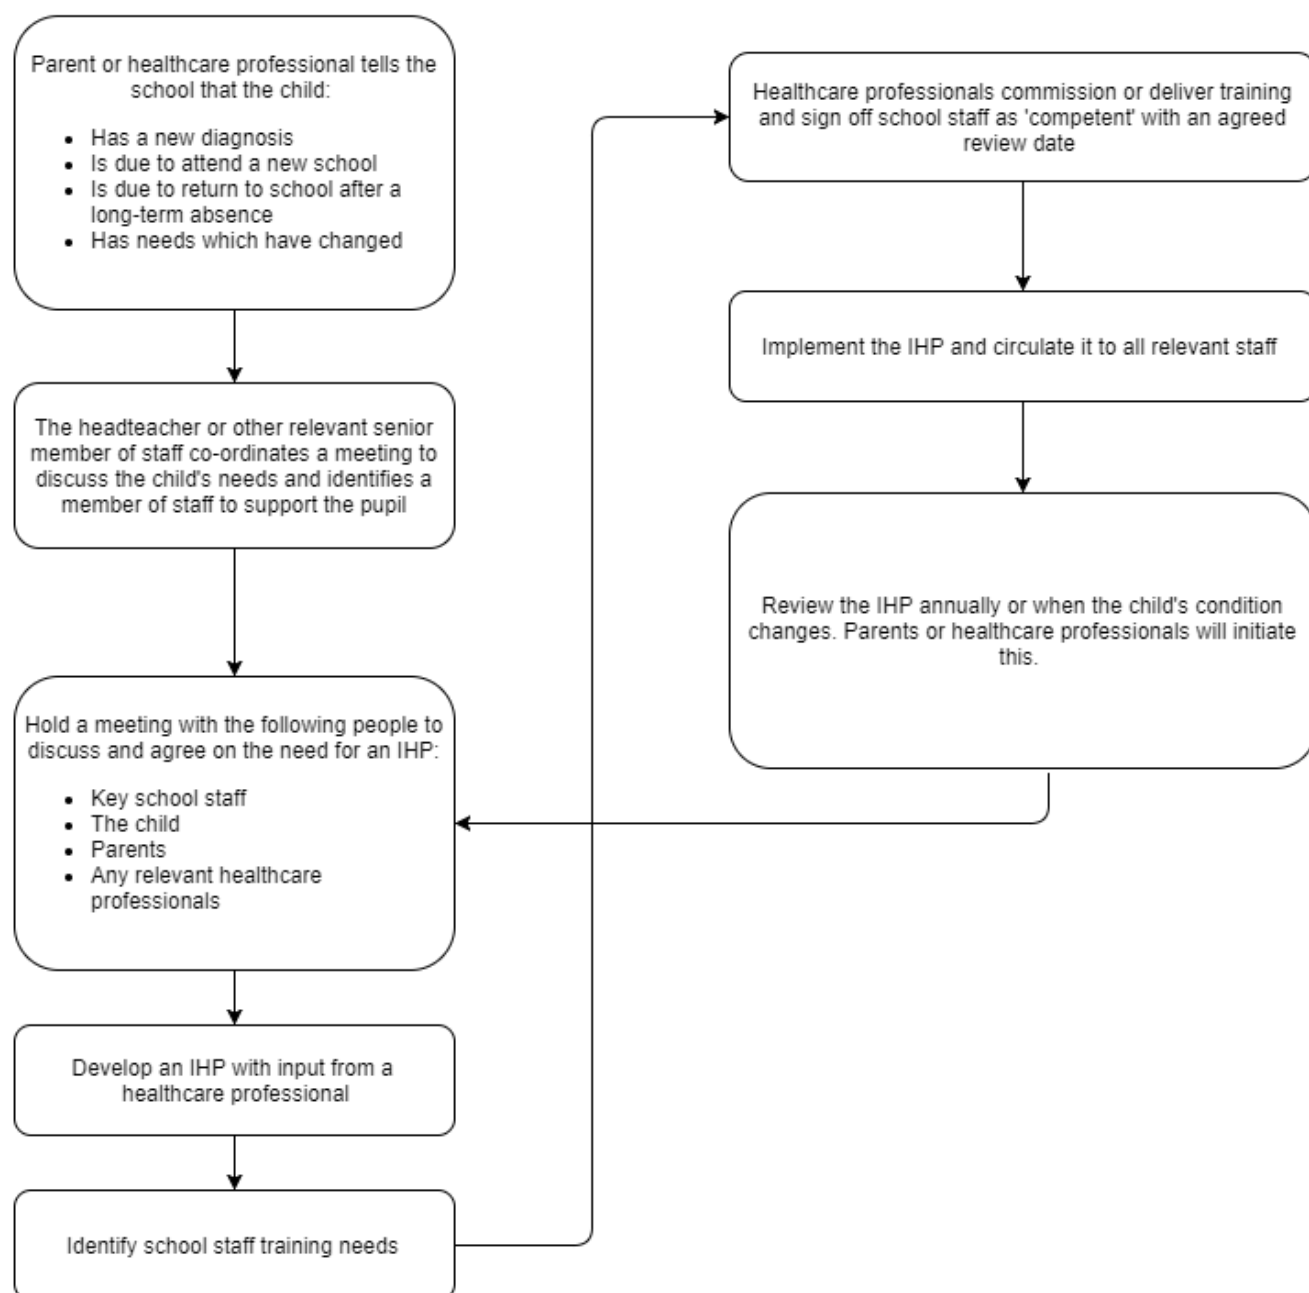 Parent or healthcare professional tells the
school that the child:
• Has a new diagnosis
• Is due to attend a new school
• Is due to return to school after a
long-term absence
• Has needs which have changed
The headteacher or other relevant senior
member of staff co-ordinates a meeting to
discuss the child's needs and identifies a
member of staff to support the pupil
Hold a meeting with the following people to
discuss and agree on the need for an IHP:
• Key school staff
• The child
• Parents
• Any relevant healthcare
professionals
Develop an IHP with input from a
healthcare professional
Identify school staff training needs
Healthcare professionals commission or deliver training
and sign off school staff as 'competent' with an agreed
review date
Implement the IHP and circulate it to all relevant staff
Review the IHP annually or when the child's condition
changes. Parents or healthcare professionals will initiate
this.